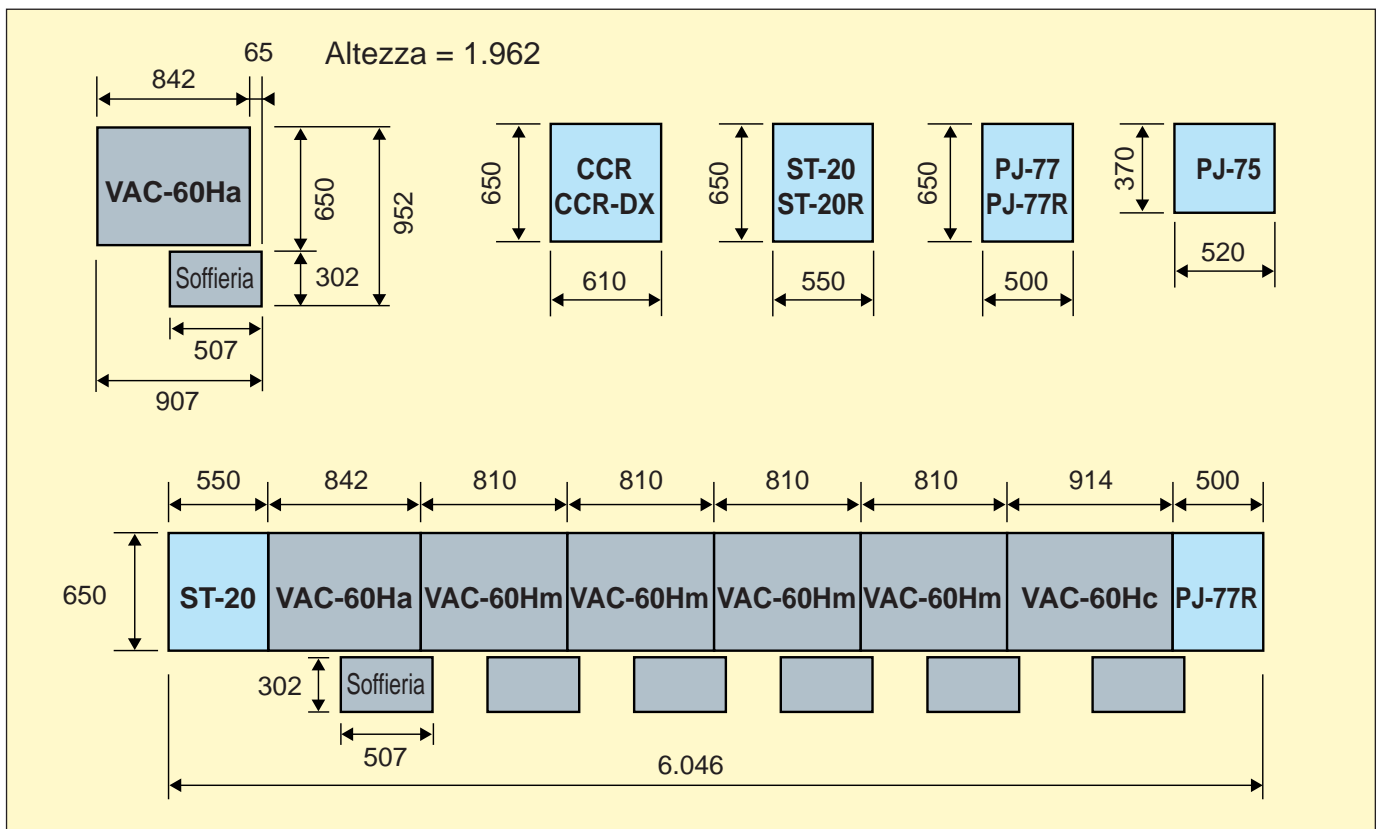 65
Altezza = 1.962
842
VAC-60Ha
650
952
Soffieria
302
507
907
650
CCR
CCR-DX
610
650
ST-20
ST-20R
550
650
PJ-77
PJ-77R
500
370
PJ-75
520
550 842 810 810 810 810 914 500
650
ST-20 VAC-60Ha VAC-60Hm VAC-60Hm VAC-60Hm VAC-60Hm VAC-60Hc PJ-77R
302
Soffieria
507
6.046